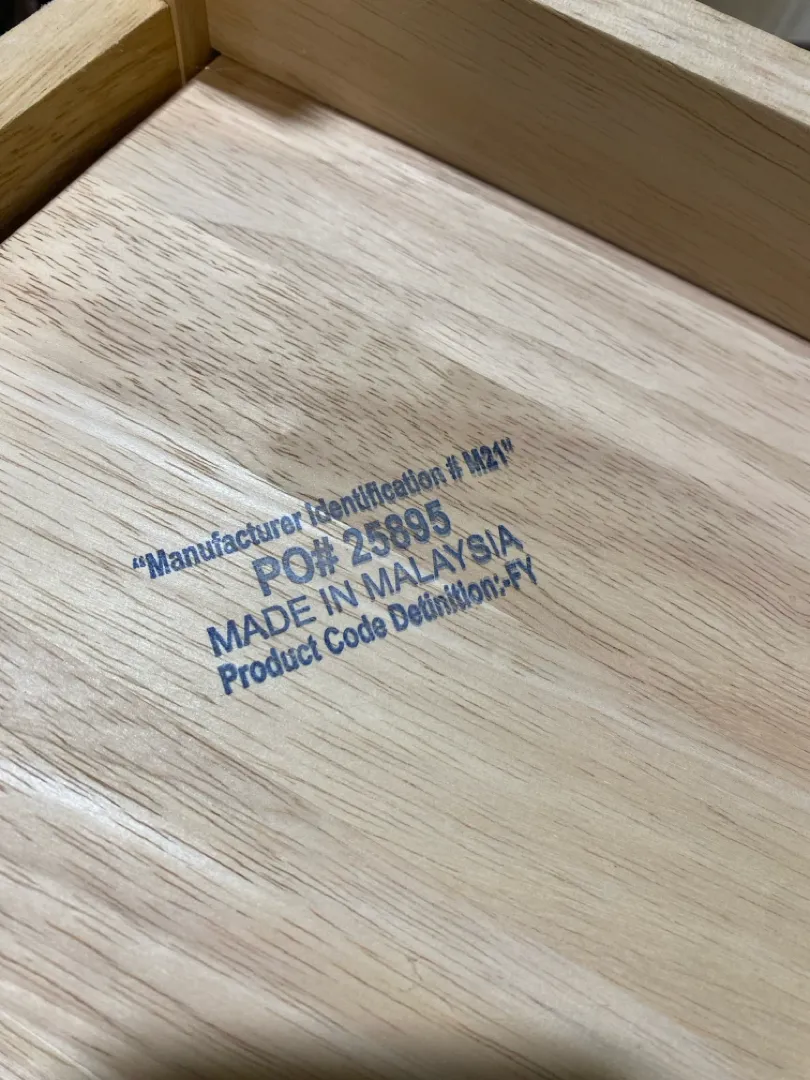 “Manufacturer Identification # M21”
PO# 25895
MADE IN MALAYSIA
Product Code Definition:-FY